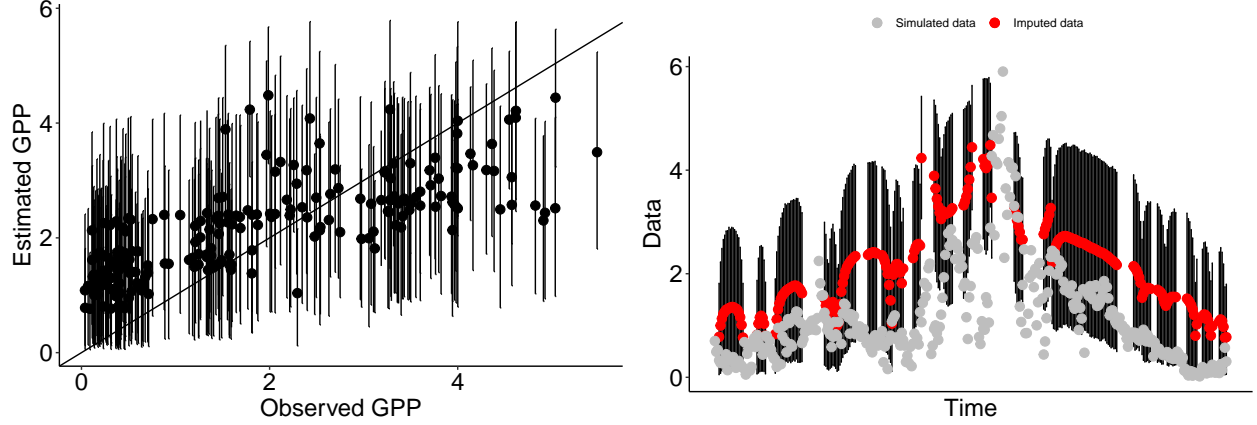 6
4
2
0
Estimated GPP
0 2 4
Observed GPP
Simulated data Imputed data
6
4
2
0
Data
Time